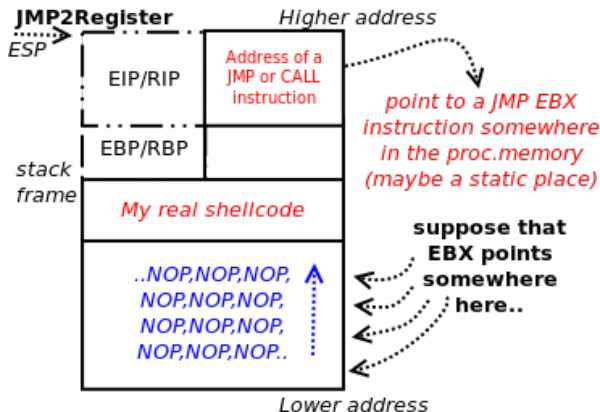 JMP2Register
Higher address
ESP
EIP/RIP
Address of a
JMP or CALL
instruction
point to a JMP EBX
instruction somewhere
in the proc.memory
(maybe a static place)
EBP/RBP
stack
frame
My real shellcode
suppose that
EBX points
somewhere
here..
..NOP,NOP,NOP,
NOP,NOP,NOP,
NOP,NOP,NOP,
NOP,NOP,NOP..
Lower address